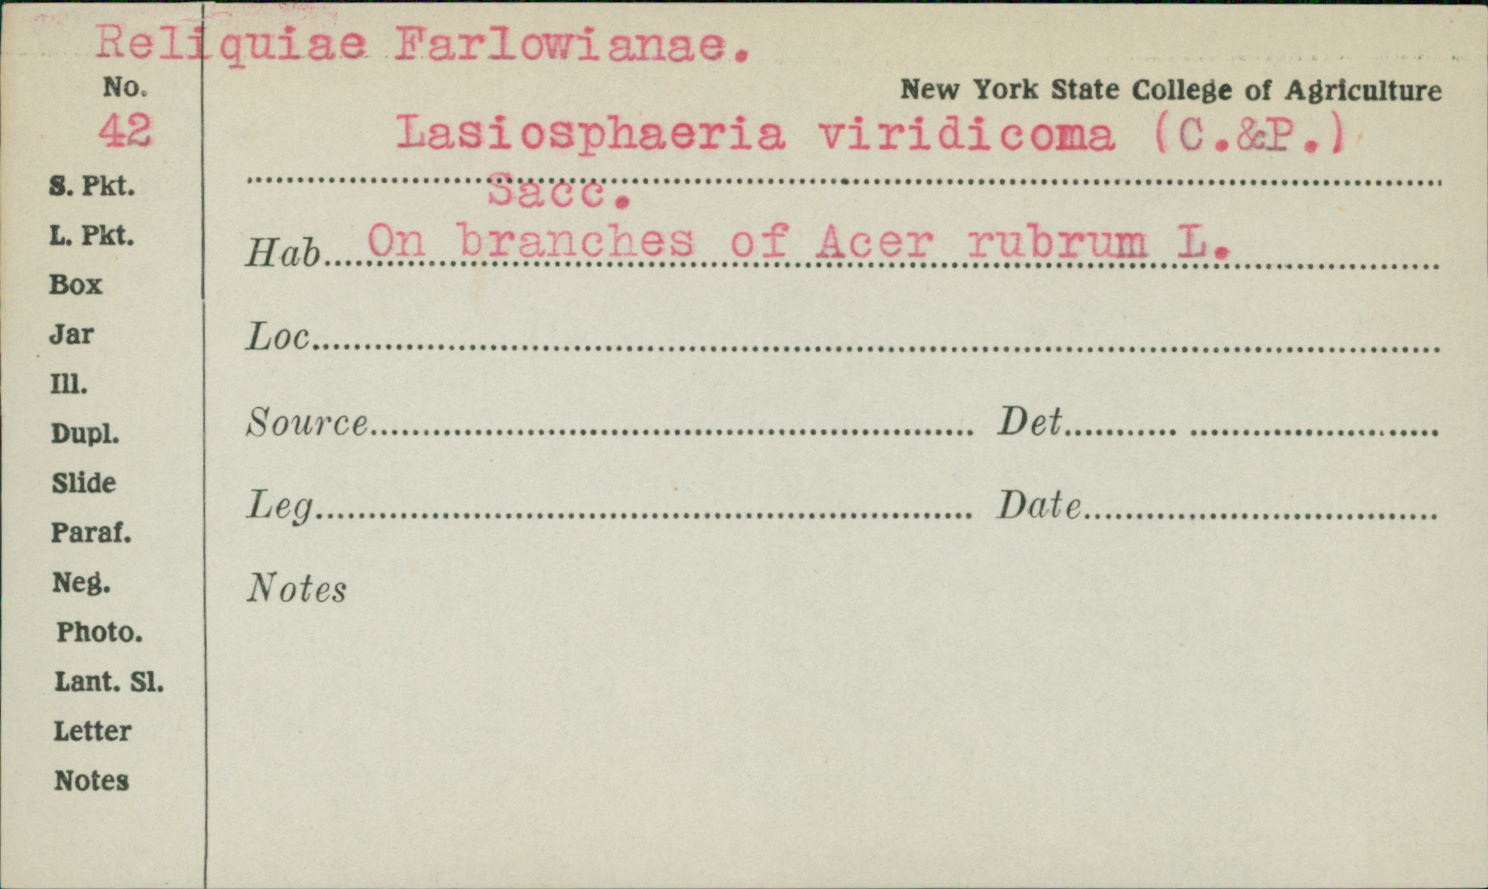 Reliquiae Farlowianae.
No.
New York State College of Agriculture
42
Lasiosphaeria viridicoma (C.&P.)
S. Pkt.
Sacc.
L. Pkt.
Hab....On branches of Acer rubrum L.
Box
Jar
Loc.
Ill.
Dupl.
Source
Det.
Slide
Leg.
Date
Paraf.
Neg.
Notes
Photo.
Lant. Sl.
Letter
Notes